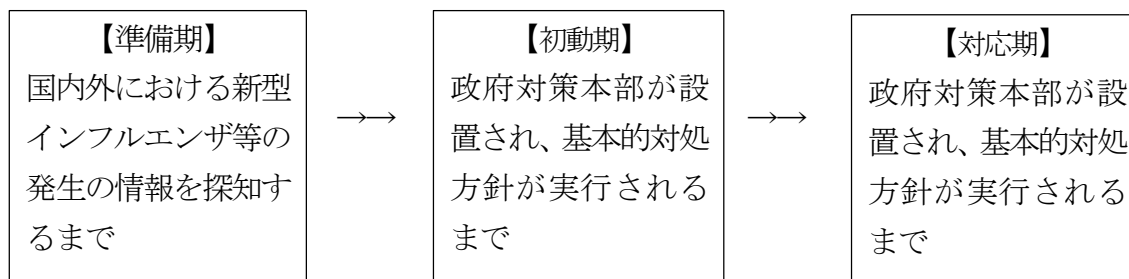 【準備期】
国内外における新型
インフルエンザ等の
発生の情報を探知す
るまで
→→
【初動期】
政府対策本部が設
置され、基本的対処
方針が実行される
まで
→→
【対応期】
政府対策本部が設
置され、基本的対処
方針が実行される
まで